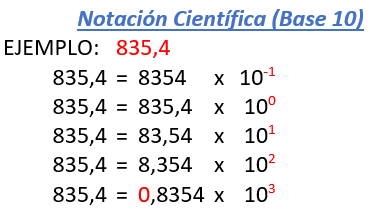 Notación Científica (Base 10)
EJEMPLO: 835,4
835,4 = 8354 x 10⁻¹
835,4 = 835,4 x 10⁰
835,4 = 83,54 x 10¹
835,4 = 8,354 x 10²
835,4 = 0,8354 x 10³